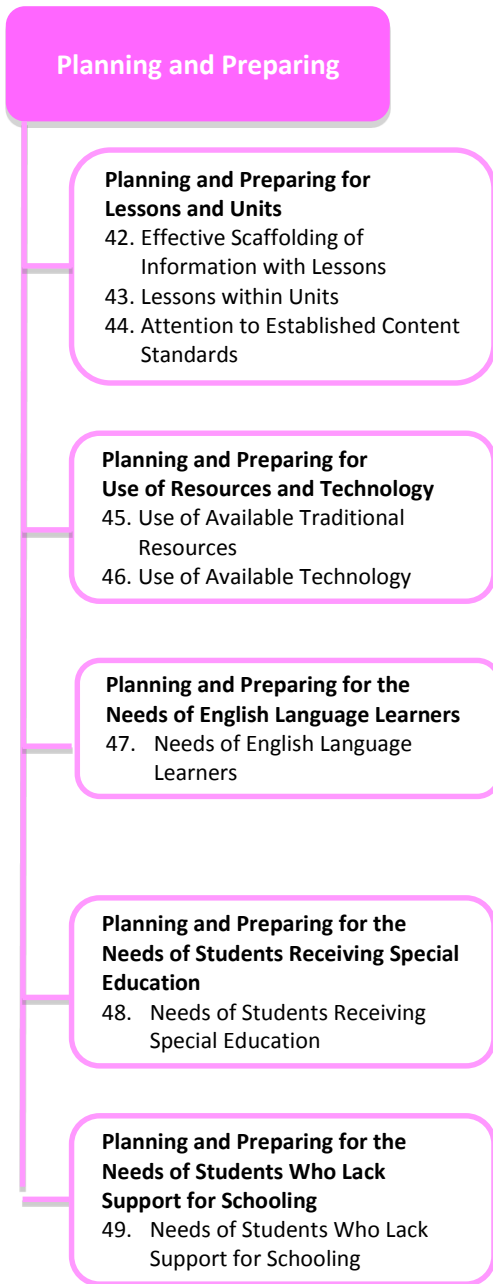 Planning and Preparing
Planning and Preparing for
Lessons and Units
42. Effective Scaffolding of
Information with Lessons
43. Lessons within Units
44. Attention to Established Content
Standards
Planning and Preparing for
Use of Resources and Technology
45. Use of Available Traditional
Resources
46. Use of Available Technology
Planning and Preparing for the
Needs of English Language Learners
47. Needs of English Language
Learners
Planning and Preparing for the
Needs of Students Receiving Special
Education
48. Needs of Students Receiving
Special Education
Planning and Preparing for the
Needs of Students Who Lack
Support for Schooling
49. Needs of Students Who Lack
Support for Schooling